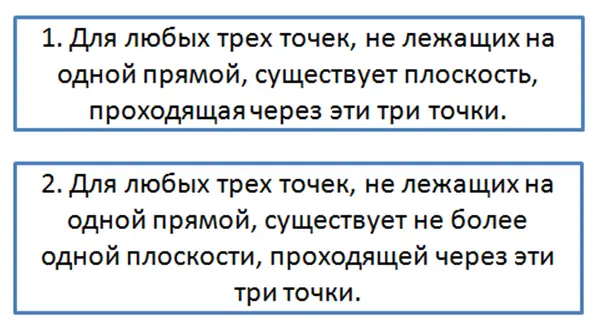 1. Для любых трех точек, не лежащих на
одной прямой, существует плоскость,
проходящая через эти три точки.
2. Для любых трех точек, не лежащих на
одной прямой, существует не более
одной плоскости, проходящей через эти
три точки.